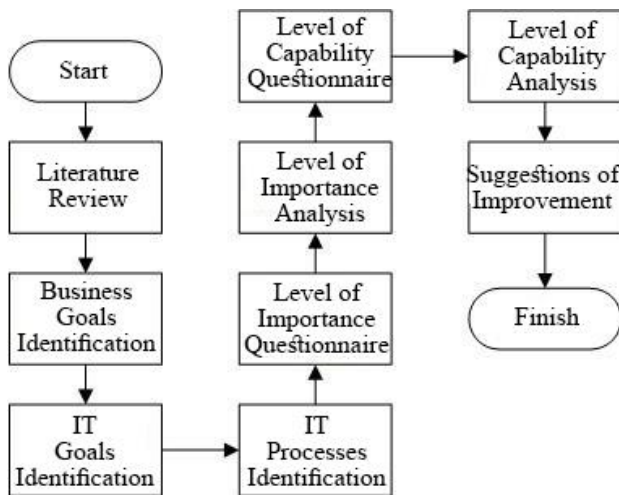 Start
Literature
Review
Business
Goals
Identification
IT
Goals
Identification
IT
Processes
Identification
Level of
Importance
Questionnaire
Level of
Importance
Analysis
Level of
Capability
Questionnaire
Level of
Capability
Analysis
Suggestions of
Improvement
Finish